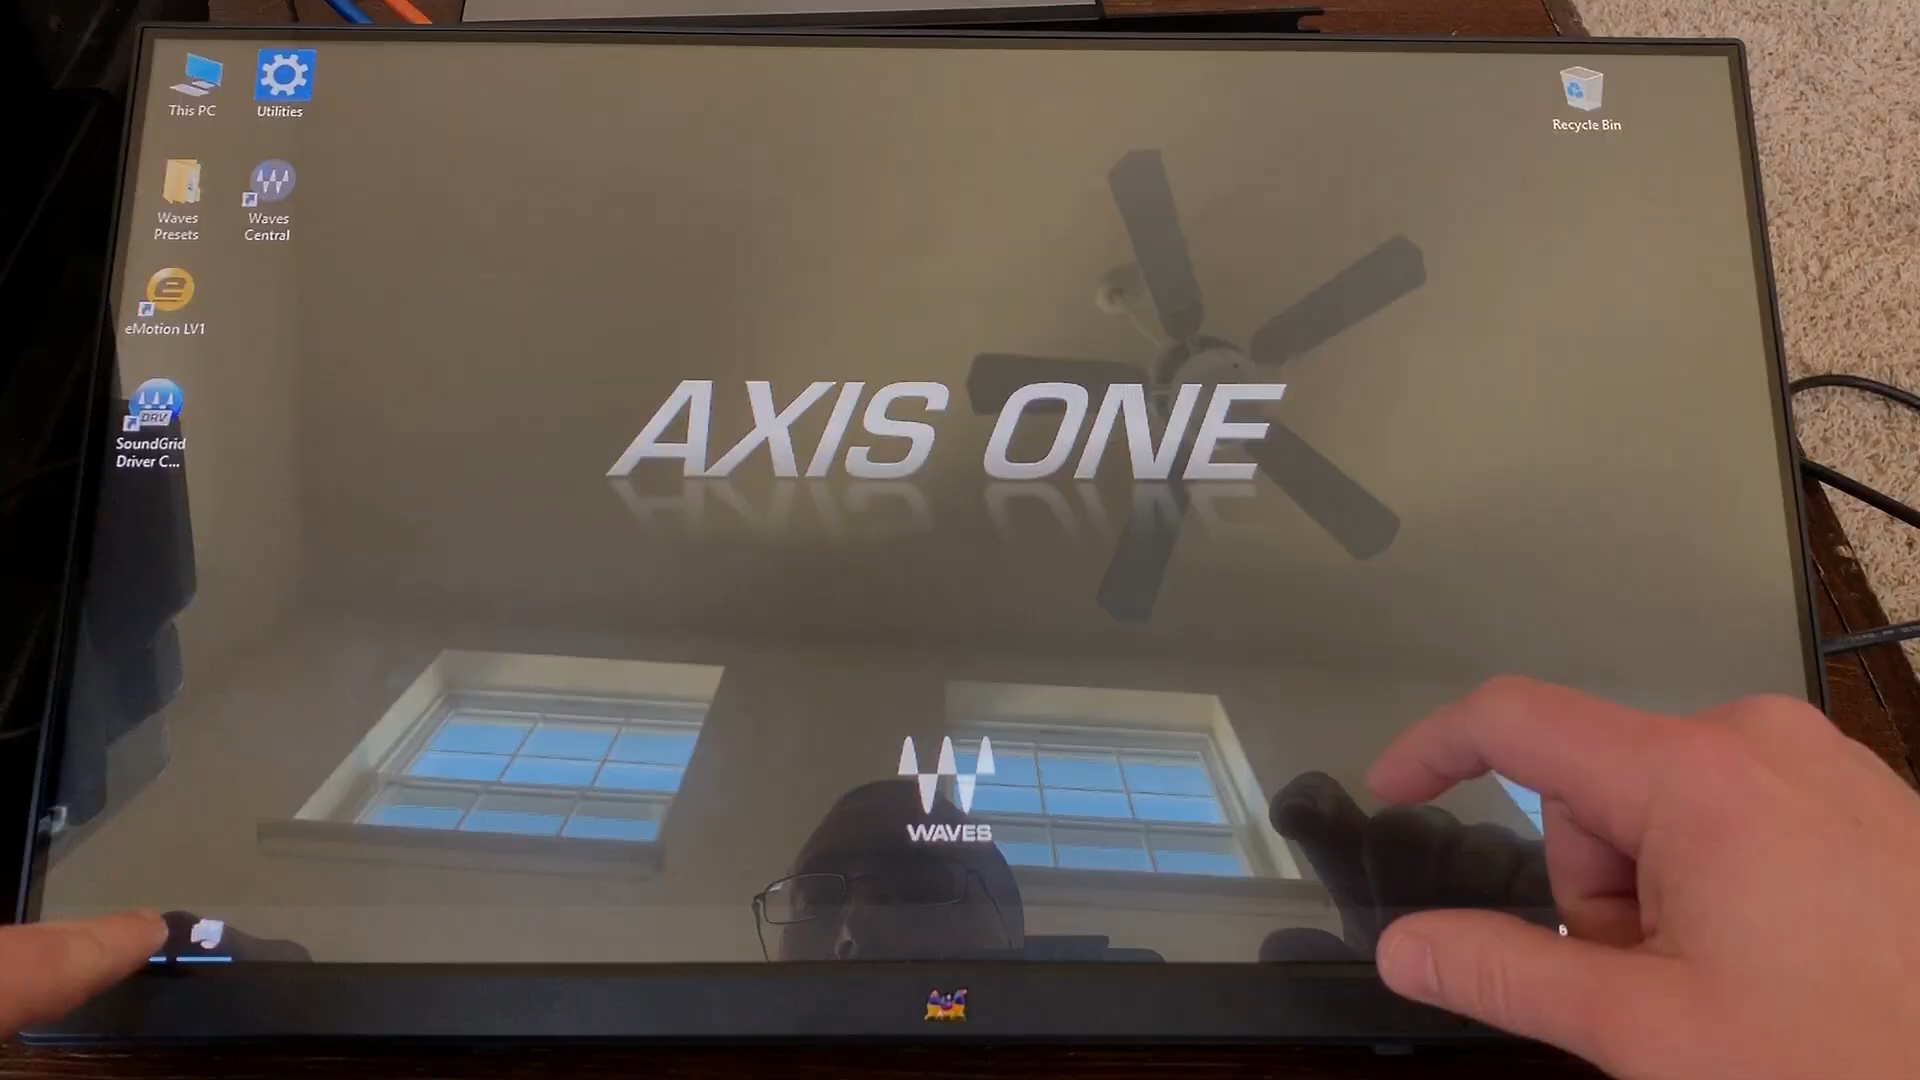 This PC
Utilities
Recycle Bin
Waves
Presets
Waves
Central
e
eMotion LV1
DRV
SoundGrid
Driver C...
AXIS ONE
WAVES